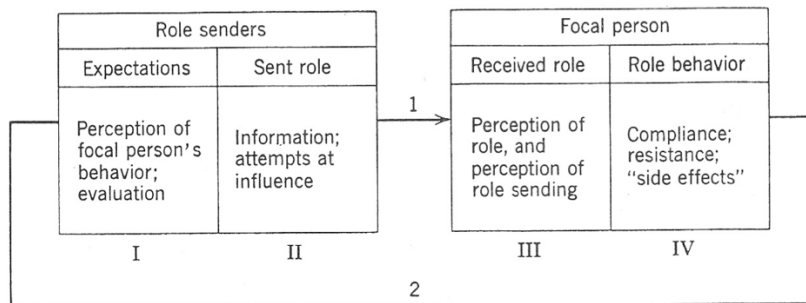 Role senders
Expectations
Sent role
Perception of
focal person's
behavior;
evaluation
Information;
attempts at
influence
I
II
1
Focal person
Received role
Role behavior
Perception of
role, and
perception of
role sending
Compliance;
resistance;
"side effects"
III
IV
2